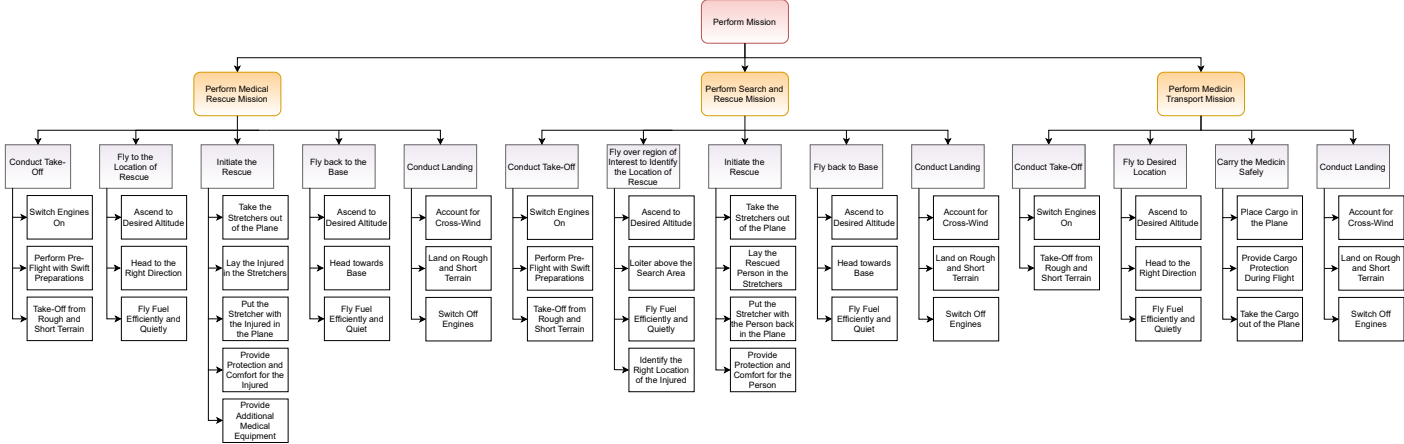 Perform Mission
Perform Medical
Rescue Mission
Perform Search and
Rescue Mission
Perform Medicin
Transport Mission
Conduct Take-
Off
Switch Engines
On
Perform Pre-
Flight with Swift
Preparations
Take-Off from
Rough and
Short Terrain
Fly to the
Location of
Rescue
Ascend to
Desired Altitude
Head to the
Right Direction
Fly Fuel
Efficiently and
Quietly
Initiate the
Rescue
Take the
Stretchers out
of the Plane
Lay the Injured
in the Stretchers
Put the
Stretcher with
the Injured in
the Plane
Provide
Protection and
Comfort for the
Injured
Provide
Additional
Medical
Equipment
Fly back to the
Base
Ascend to
Desired Altitude
Head towards
Base
Fly Fuel
Efficiently and
Quiet
Conduct Landing
Account for
Cross-Wind
Land on Rough
and Short
Terrain
Switch Off
Engines
Conduct Take-Off
Switch Engines
On
Perform Pre-
Flight with Swift
Preparations
Take-Off from
Rough and
Short Terrain
Fly over region of
Interest to Identify
the Location of
Rescue
Ascend to
Desired Altitude
Loiter above the
Search Area
Fly Fuel
Efficiently and
Quietly
Identify the
Right Location
of the Injured
Initiate the
Rescue
Take the
Stretchers out of
the Plane
Lay the
Rescued
Person in the
Stretchers
Put the
Stretcher with
the Person back
in the Plane
Provide
Protection and
Comfort for the
Person
Fly back to Base
Ascend to
Desired Altitude
Head towards
Base
Fly Fuel
Efficiently and
Quiet
Conduct Landing
Account for
Cross-Wind
Land on Rough
and Short
Terrain
Switch Off
Engines
Conduct Take-Off
Switch Engines
On
Take-Off from
Rough and
Short Terrain
Fly to Desired
Location
Ascend to
Desired Altitude
Head to the
Right Direction
Fly Fuel
Efficiently and
Quietly
Carry the Medicin
Safely
Place Cargo in
the Plane
Provide Cargo
Protection
During Flight
Take the Cargo
out of the Plane
Conduct Landing
Account for
Cross-Wind
Land on Rough
and Short
Terrain
Switch Off
Engines